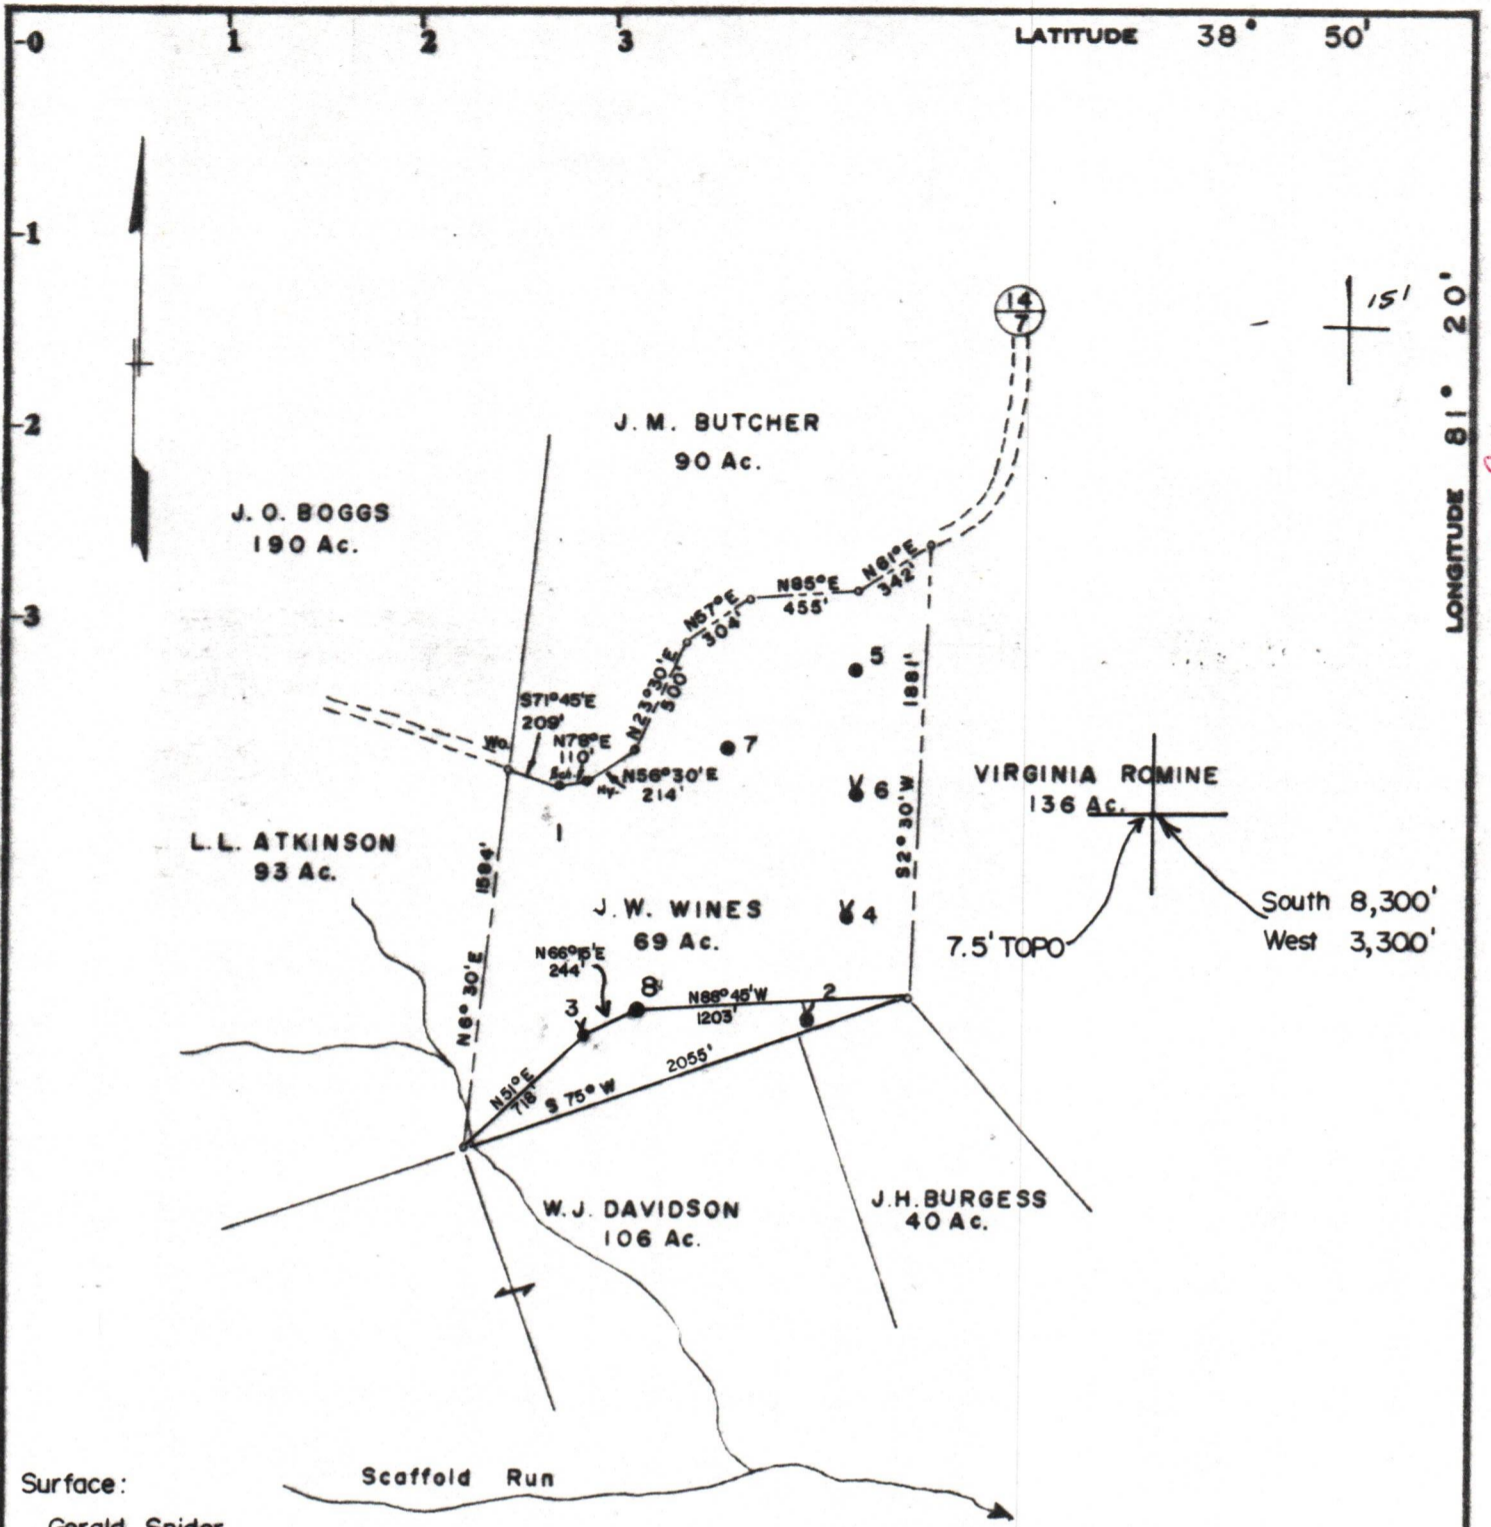 0 1 2 3 LATITUDE 38° 50'
1
14
7
15'
LONGITUDE 81° 20'
2
J. M. BUTCHER
90 Ac.
J. O. BOGGS
190 Ac.
3
N61°E
342'
N85°E
455'
N57°E
304'
N23°30'E
500'
5
1881'
S71°45'E
209'
Wo.
N78°E
110'
7
N56°30'E
214'
Hy.
6
VIRGINIA ROMINE
136 Ac.
1
L.L. ATKINSON
93 Ac.
1584'
S2°30'W
South 8,300'
West 3,300'
7.5' TOPO
J. W. WINES
69 Ac.
4
N66°15'E
244'
N6°30'E
8
N88°45'W
1203'
2
3
2055'
S 75° W
N51°E
718'
W. J. DAVIDSON
106 Ac.
J.H. BURGESS
40 Ac.
Scaffold Run
Surface: